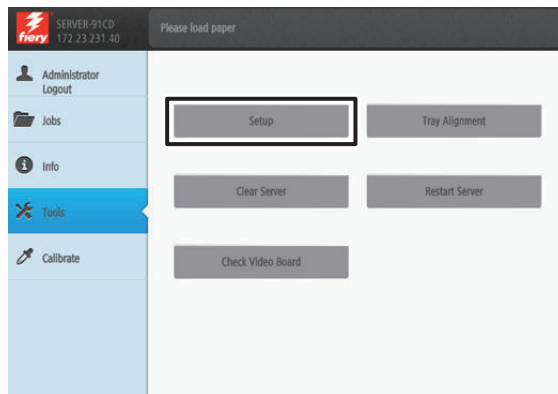 fiery
SERVER-91CD
172.23.231.40
Please load paper
Administrator
Logout
Jobs
Info
Tools
Calibrate
Setup
Tray Alignment
Clear Server
Restart Server
Check Video Board